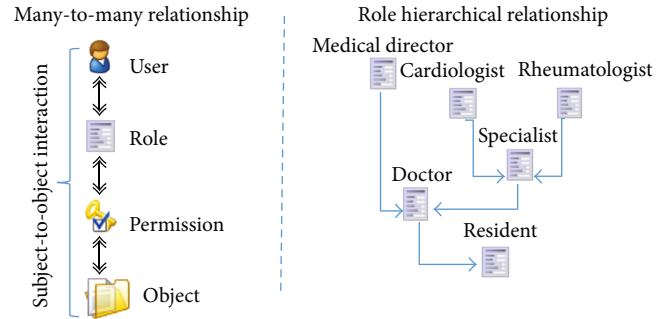 Many-to-many relationship
Subject-to-object interaction
User
Role
Permission
Object
Role hierarchical relationship
Medical director
Cardiologist
Rheumatologist
Specialist
Doctor
Resident